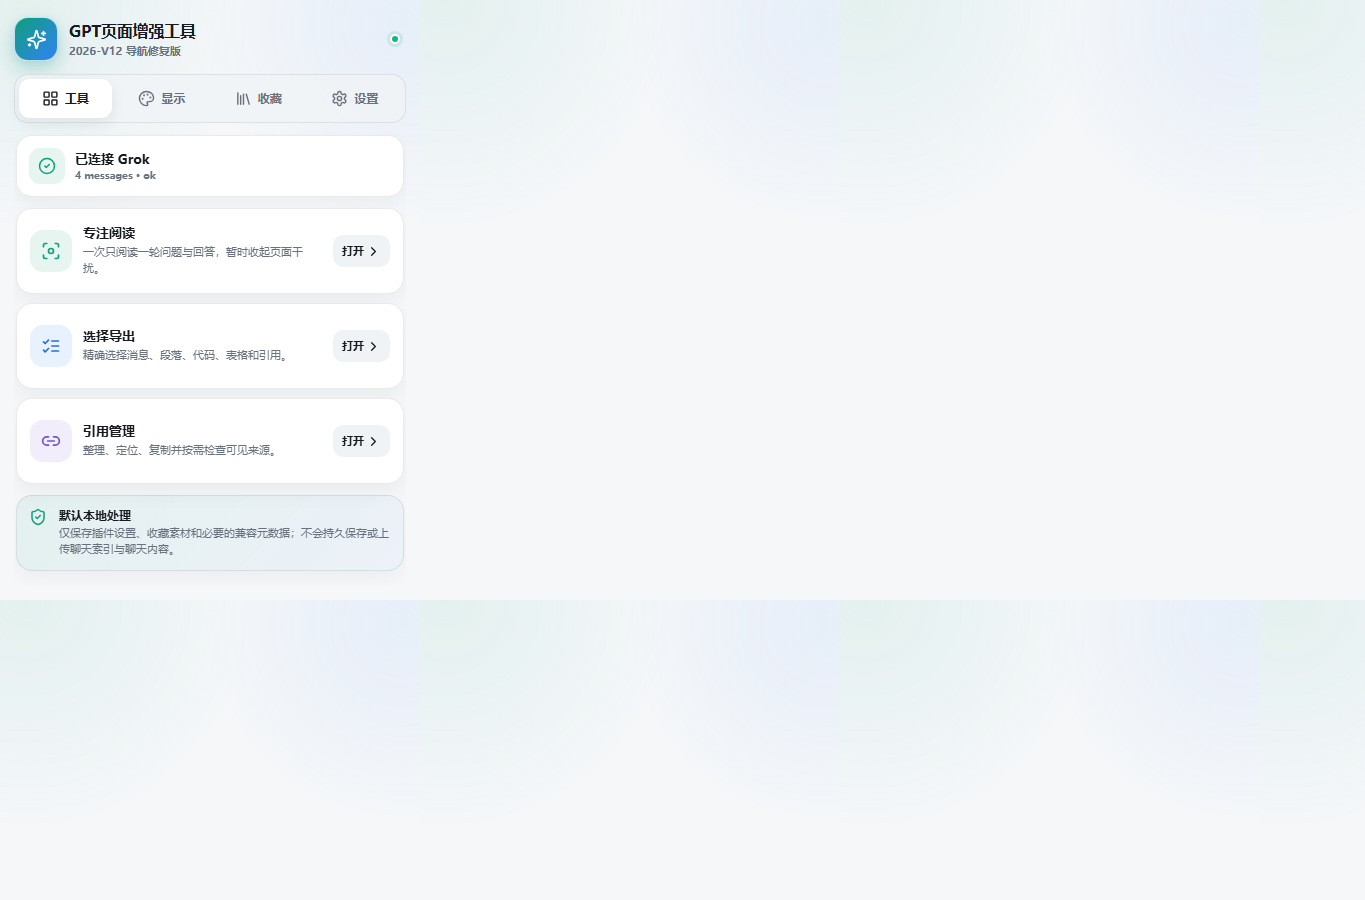 GPT页面增强工具
2026-V12 导航修复版
工具
显示
收藏
设置
已连接 Grok
4 messages • ok
专注阅读
一次只阅读一轮问题与回答，暂时收起页面干
扰。
打开
选择导出
精确选择消息、段落、代码、表格和引用。
打开
引用管理
整理、定位、复制并按需检查可见来源。
打开
默认本地处理
仅保存插件设置、收藏素材和必要的兼容元数据；不会持久保存或上
传聊天索引与聊天内容。